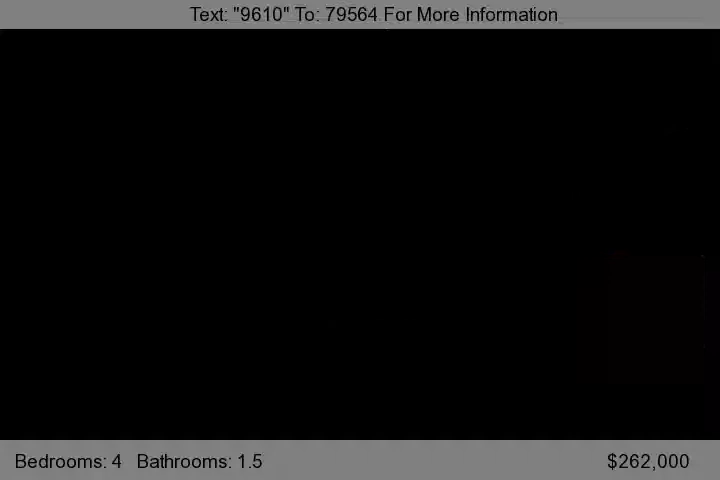 Text: "9610" To: 79564 For More Information
Bedrooms: 4 Bathrooms: 1.5 $262,000